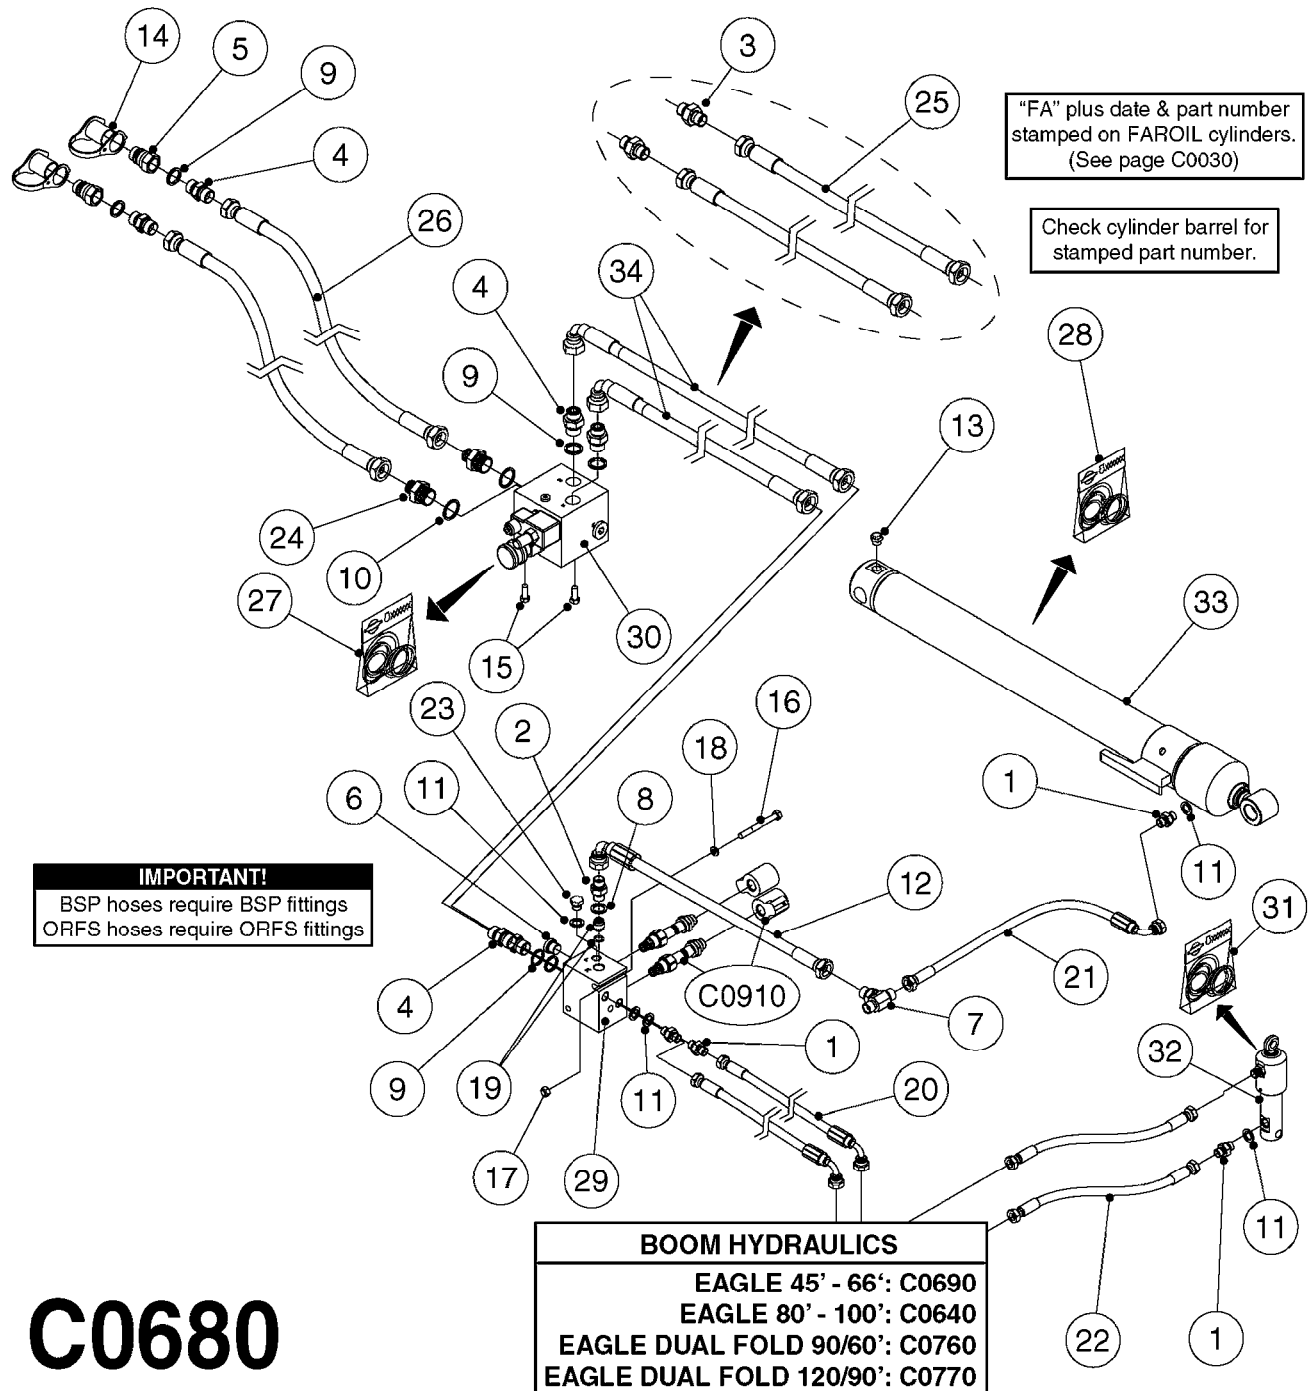 14
5
9
4
3
25
"FA" plus date & part number
stamped on FAROIL cylinders.
(See page C0030)
Check cylinder barrel for
stamped part number.
26
4
34
28
9
13
24
10
27
15
30
33
23
2
16
18
11
8
6
1
11
12
31
IMPORTANT!
BSP hoses require BSP fittings
ORFS hoses require ORFS fittings
21
C0910
4
7
1
32
9
19
11
20
17
29
11
22
1
BOOM HYDRAULICS
EAGLE 45' - 66': C0690
EAGLE 80' - 100': C0640
EAGLE DUAL FOLD 90/60': C0760
EAGLE DUAL FOLD 120/90': C0770
C0680